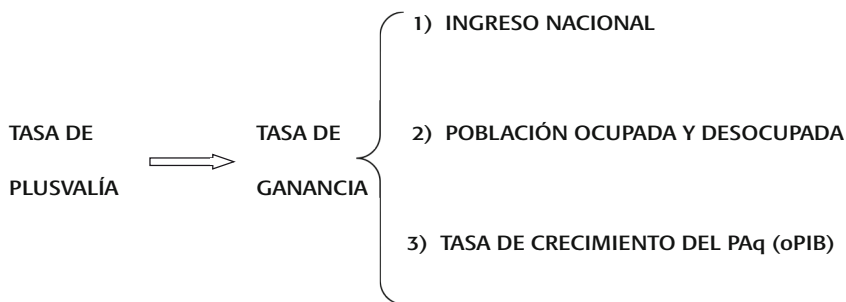 1) INGRESO NACIONAL
TASA DE
PLUSVALÍA
TASA DE
GANANCIA
2) POBLACIÓN OCUPADA Y DESOCUPADA
3) TASA DE CRECIMIENTO DEL PAq (oPIB)